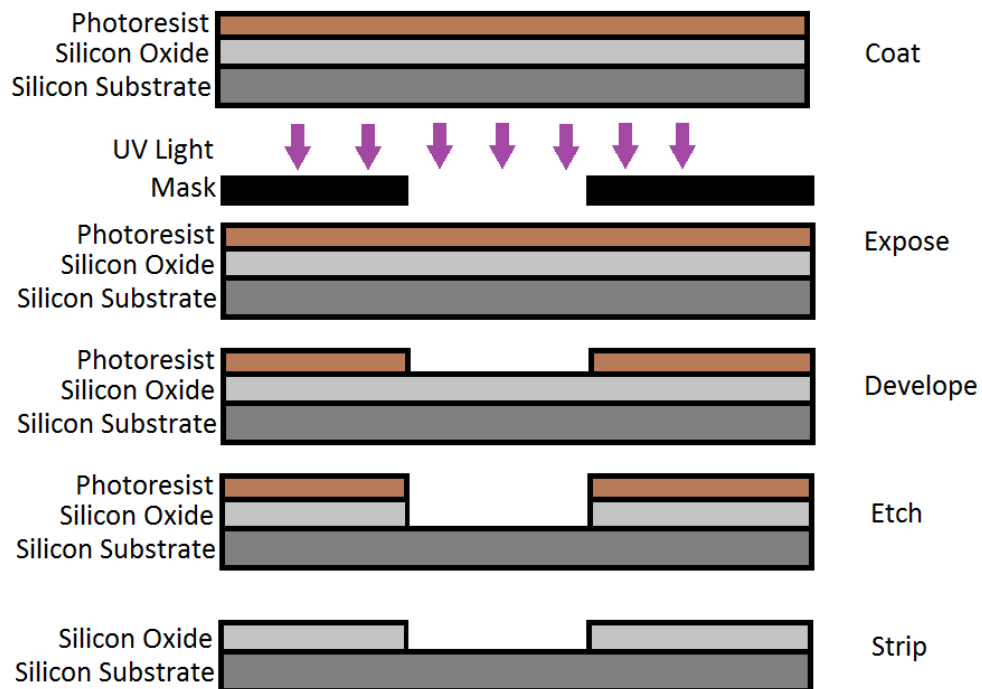 Photoresist
Silicon Oxide
Silicon Substrate
Coat
UV Light
Mask
Photoresist
Silicon Oxide
Silicon Substrate
Expose
Photoresist
Silicon Oxide
Silicon Substrate
Develope
Photoresist
Silicon Oxide
Silicon Substrate
Etch
Silicon Oxide
Silicon Substrate
Strip